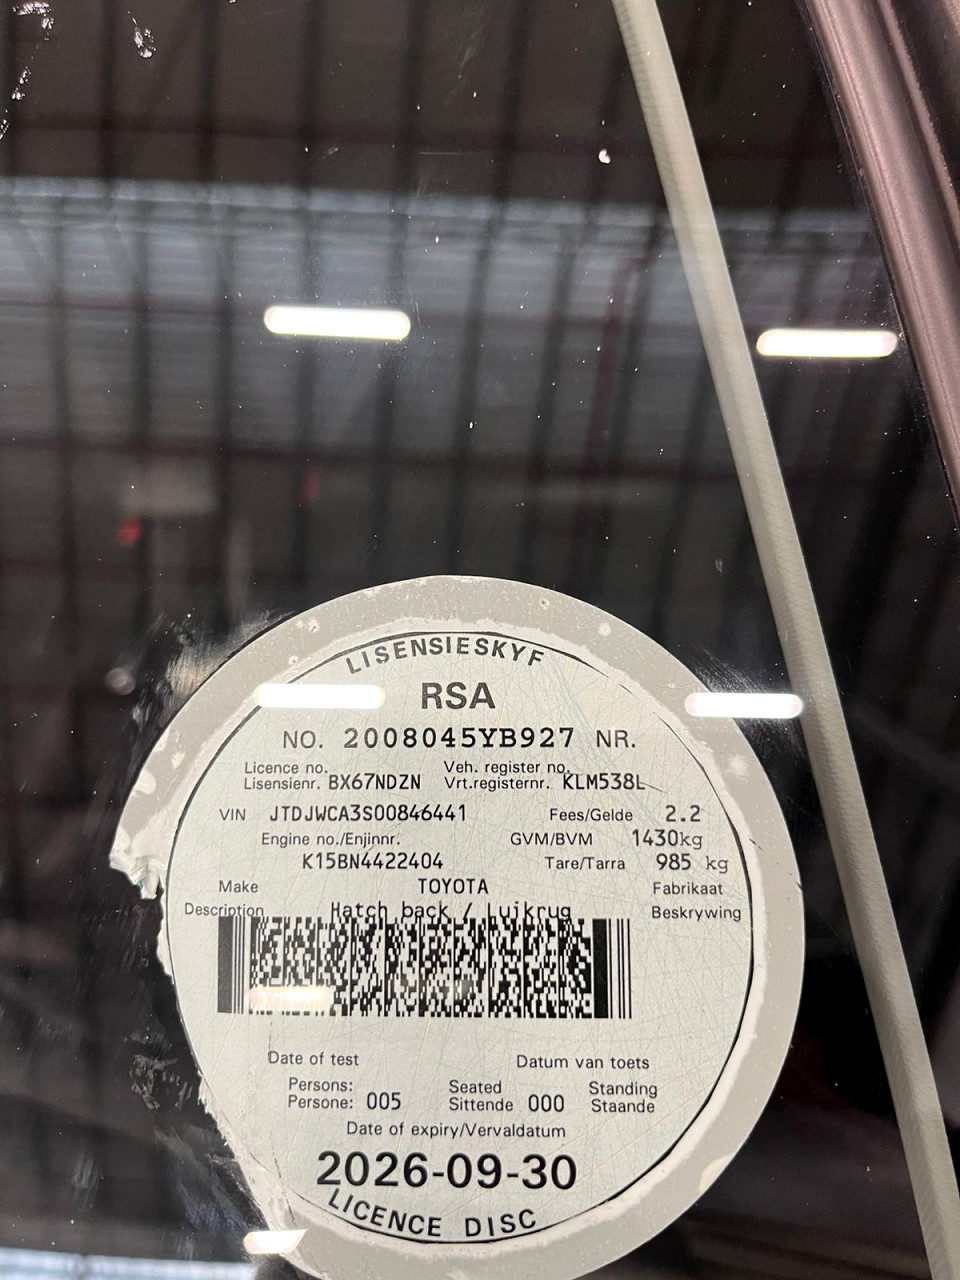 LISENSIESKYF
RSA
NO. 2008045YB927 NR.
Licence no. Veh. register no.
Lisensienr. BX67NDZN Vrt.registernr. KLM538L
VIN JTDJWCA3S00846441 Fees/Gelde 2.2
Engine no./Enjinnr. GVM/BVM 1430kg
K15BN4422404 Tare/Tarra 985 kg
Make TOYOTA Fabrikaat
Description Hatch back / Luikrug Beskrywing
Date of test Datum van toets
Persons: Seated Standing
Persone: 005 Sittende 000 Staande
Date of expiry/Vervaldatum
2026-09-30
LICENCE DISC